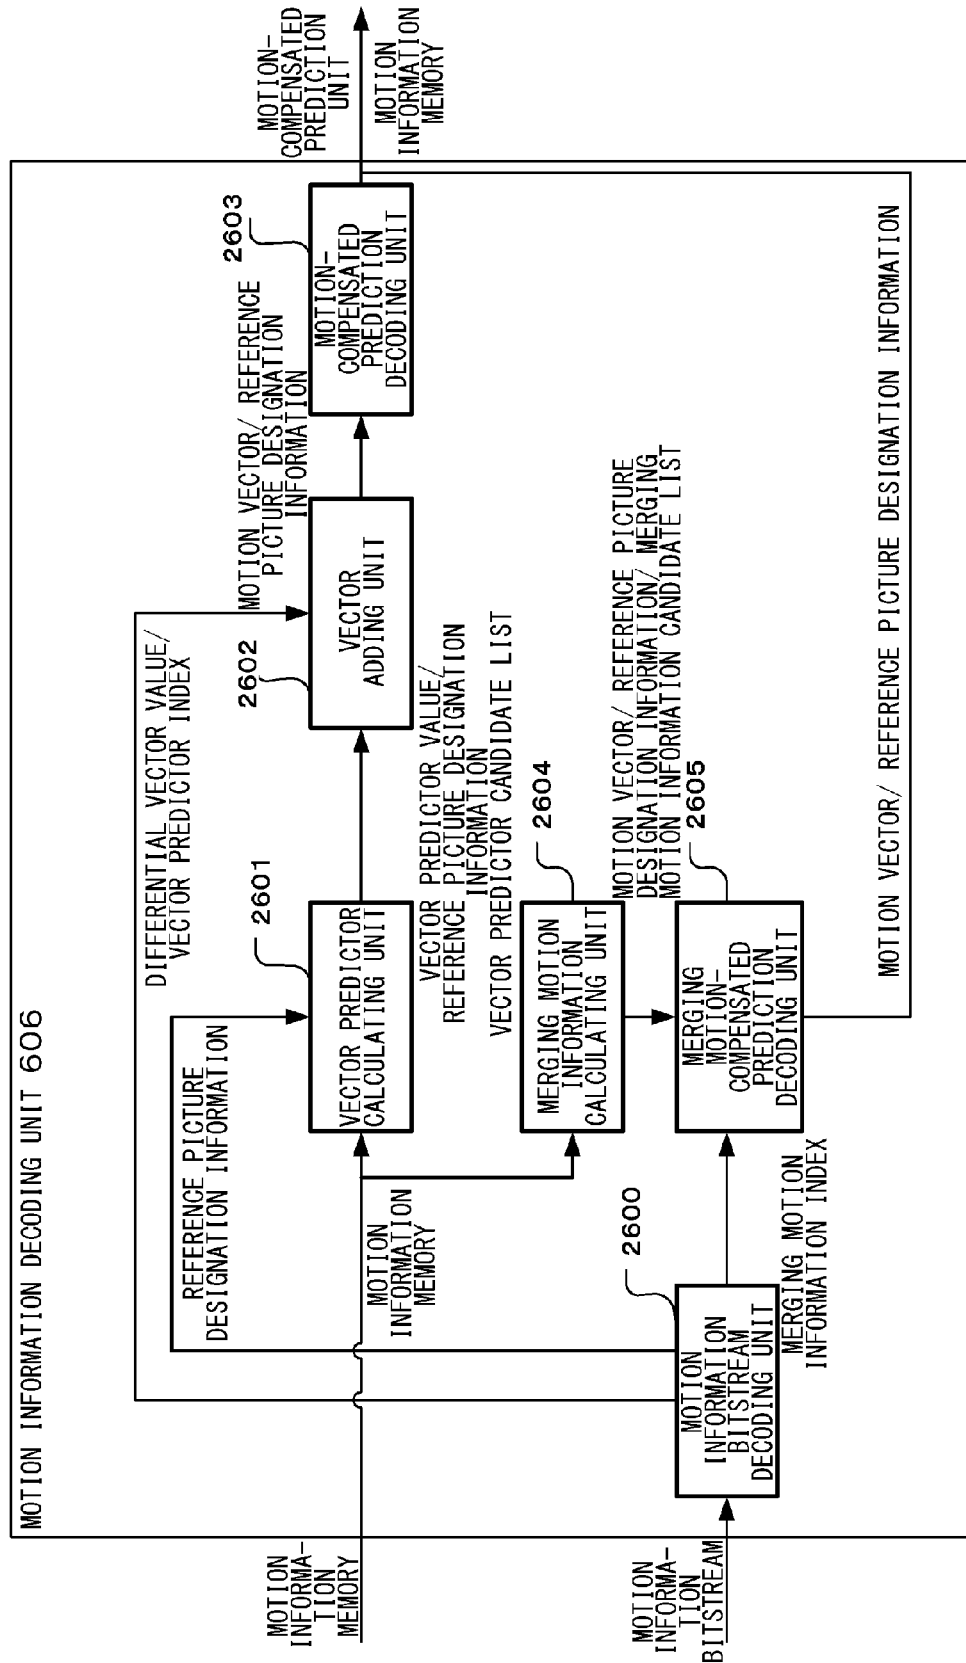 MOTION INFORMATION DECODING UNIT 606
DIFFERENTIAL VECTOR VALUE/
VECTOR PREDICTOR INDEX
REFERENCE PICTURE
DESIGNATION INFORMATION
MOTION VECTOR/ REFERENCE
PICTURE DESIGNATION
INFORMATION
MOTION-
COMPENSATED
PREDICTION
UNIT
MOTION
INFORMATION
MEMORY
2601
VECTOR PREDICTOR
CALCULATING UNIT
2602
VECTOR
ADDING UNIT
2603
MOTION-
COMPENSATED
PREDICTION
DECODING UNIT
MOTION
INFORMA-
TION
MEMORY
MOTION
INFORMATION
MEMORY
VECTOR PREDICTOR VALUE/
REFERENCE PICTURE DESIGNATION
INFORMATION
VECTOR PREDICTOR CANDIDATE LIST
2604
MERGING MOTION
INFORMATION
CALCULATING UNIT
MOTION VECTOR/ REFERENCE PICTURE
DESIGNATION INFORMATION/ MERGING
MOTION INFORMATION CANDIDATE LIST
MOTION
INFORMA-
TION
BITSTREAM
2600
MOTION
INFORMATION
BITSTREAM
DECODING UNIT
MERGING MOTION
INFORMATION INDEX
2605
MERGING
MOTION-
COMPENSATED
PREDICTION
DECODING UNIT
MOTION VECTOR/ REFERENCE PICTURE DESIGNATION INFORMATION